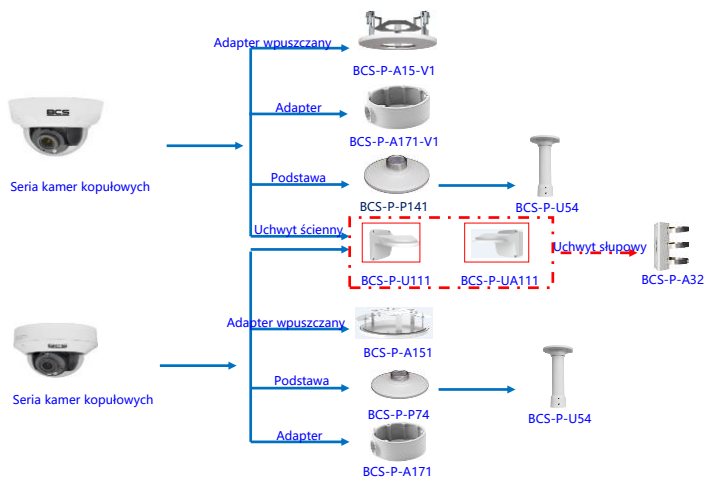 Adapter wpuszczany
BCS-P-A15-V1
BCS
Adapter
BCS-P-A171-V1
Seria kamer kopułowych
Podstawa
BCS-P-P141
BCS-P-U54
Uchwyt ścienny
BCS-P-U111
BCS-P-UA111
Uchwyt słupowy
BCS-P-A32
Adapter wpuszczany
BCS-P-A151
BCS
Seria kamer kopułowych
Podstawa
BCS-P-P74
BCS-P-U54
Adapter
BCS-P-A171